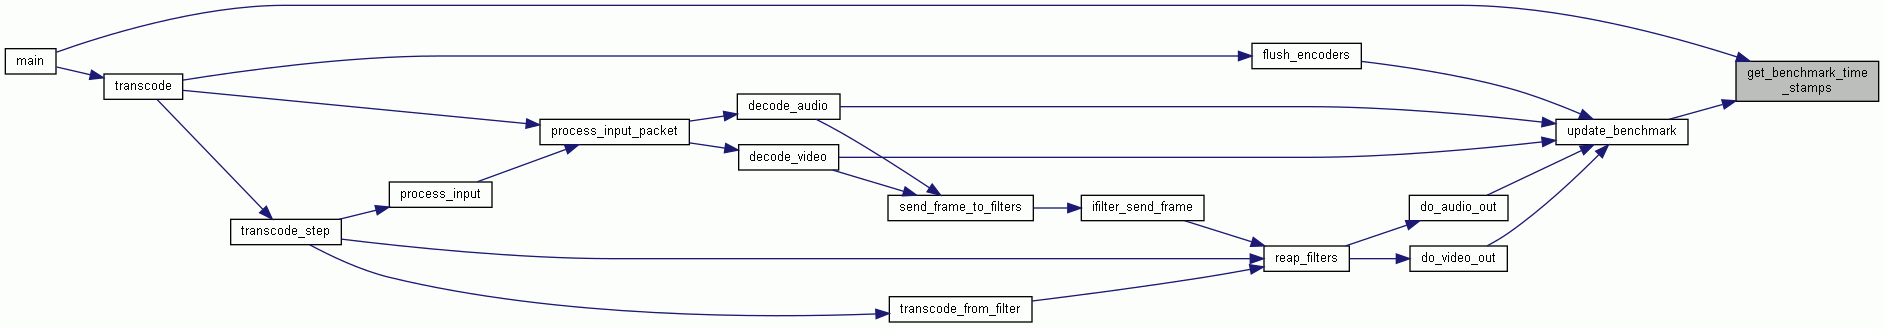 main
transcode
transcode_step
process_input
process_input_packet
decode_audio
decode_video
send_frame_to_filters
transcode_from_filter
ifilter_send_frame
flush_encoders
reap_filters
do_audio_out
do_video_out
update_benchmark
get_benchmark_time
_stamps